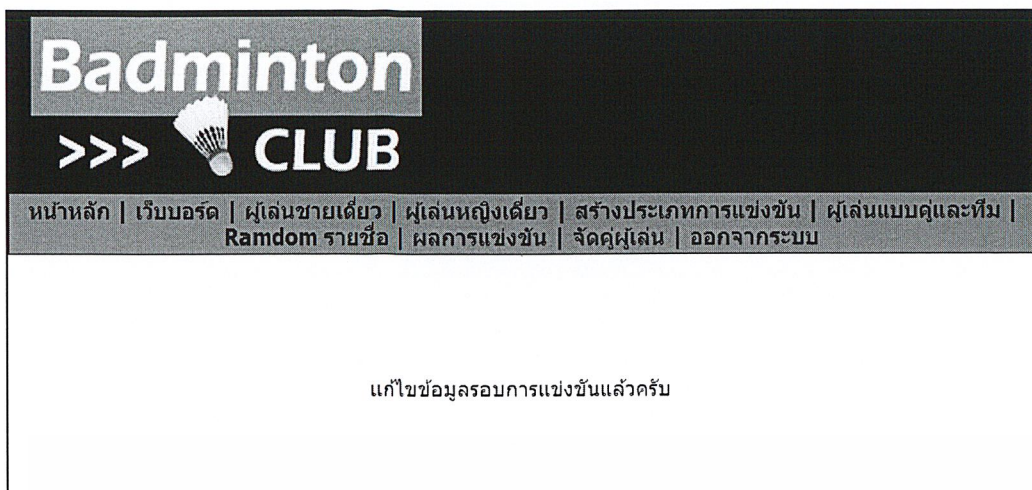 Badminton
>>> CLUB
หน้าหลัก | เว็บบอร์ด | ผู้เล่นชายเดี่ยว | ผู้เล่นหญิงเดี่ยว | สร้างประเภทการแข่งขัน | ผู้เล่นแบบคู่และทีม |
Ramdom รายชื่อ | ผลการแข่งขัน | จัดคู่ผู้เล่น | ออกจากระบบ
แก้ไขข้อมูลรอบการแข่งขันแล้วครับ